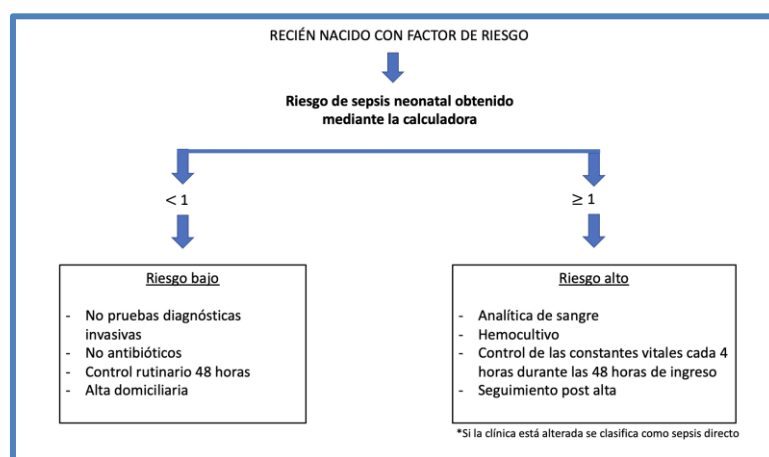 RECIÉN NACIDO CON FACTOR DE RIESGO
Riesgo de sepsis neonatal obtenido
mediante la calculadora
< 1
≥ 1
Riesgo bajo
- No pruebas diagnósticas
invasivas
- No antibióticos
- Control rutinario 48 horas
- Alta domiciliaria
Riesgo alto
- Analítica de sangre
- Hemocultivo
- Control de las constantes vitales cada 4
horas durante las 48 horas de ingreso
- Seguimiento post alta
*Si la clínica está alterada se clasifica como sepsis directo